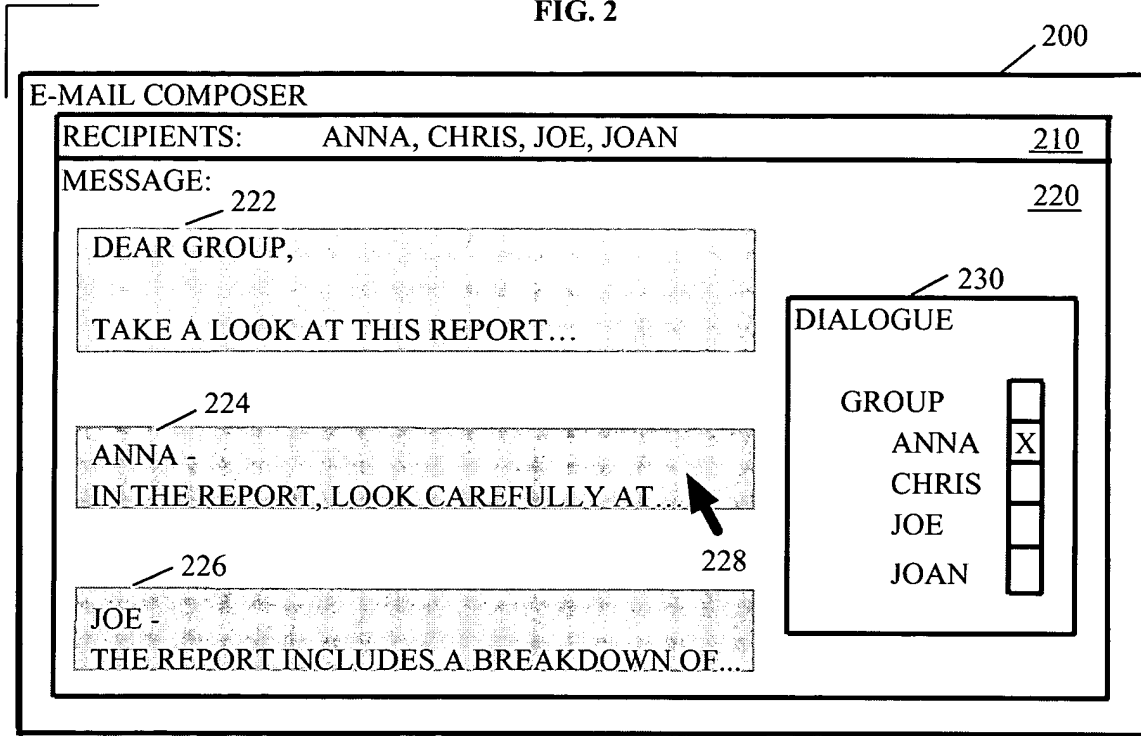 FIG. 2
200
E-MAIL COMPOSER
RECIPIENTS: ANNA, CHRIS, JOE, JOAN 210
MESSAGE: 220
222
DEAR GROUP,
TAKE A LOOK AT THIS REPORT...
224
ANNA -
IN THE REPORT, LOOK CAREFULLY AT...
228
226
JOE -
THE REPORT INCLUDES A BREAKDOWN OF...
230
DIALOGUE
GROUP
ANNA X
CHRIS
JOE
JOAN